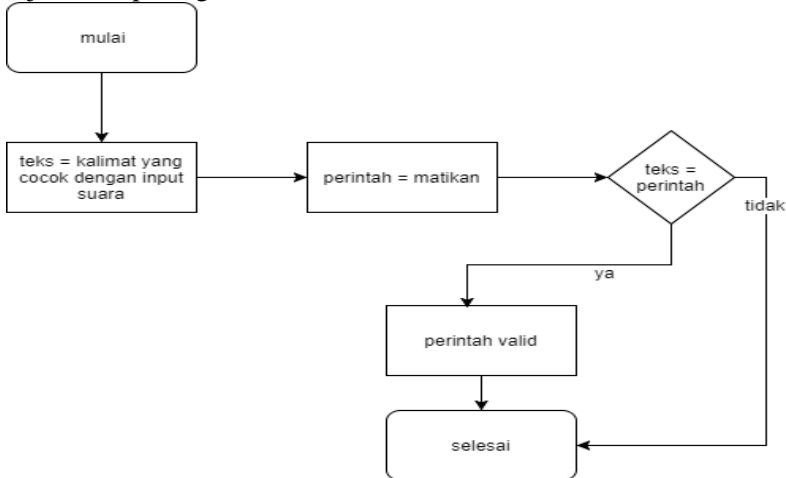 mulai
teks = kalimat yang
cocok dengan input
suara
perintah = matikan
teks =
perintah
tidak
ya
perintah valid
selesai